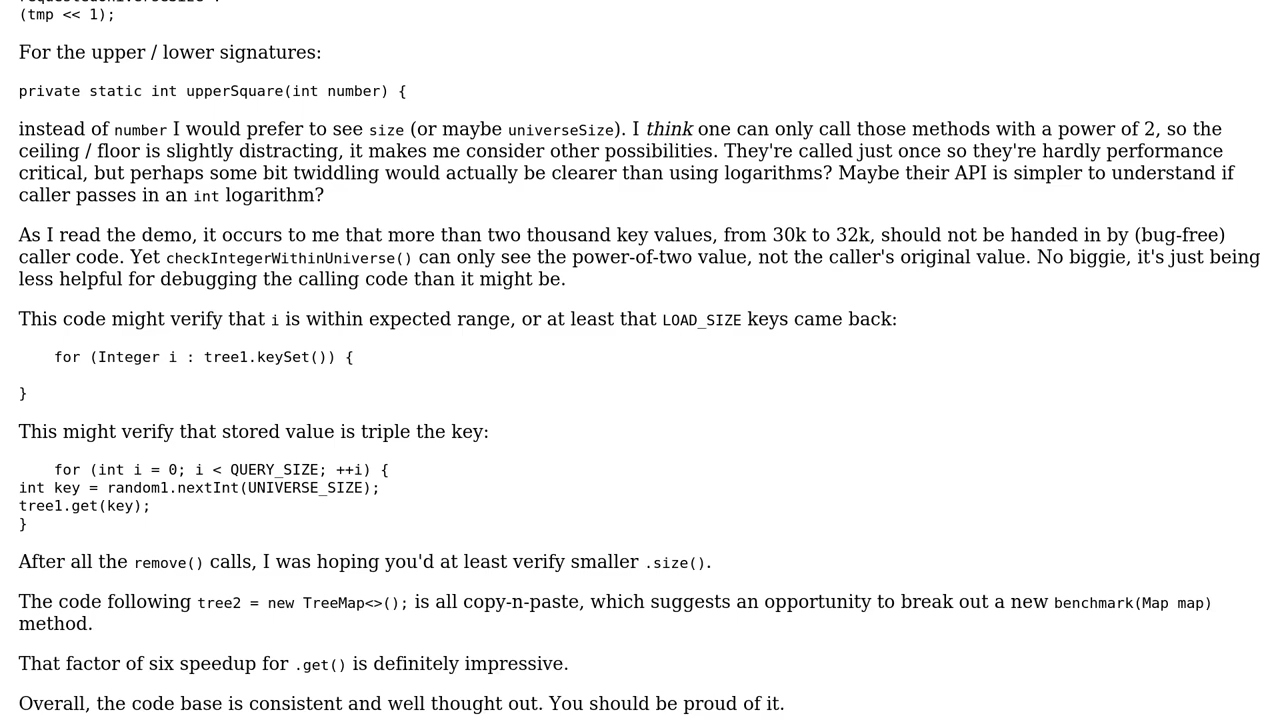 (tmp << 1);
For the upper / lower signatures:
private static int upperSquare(int number) {
instead of number I would prefer to see size (or maybe universeSize). I think one can only call those methods with a power of 2, so the
ceiling / floor is slightly distracting, it makes me consider other possibilities. They're called just once so they're hardly performance
critical, but perhaps some bit twiddling would actually be clearer than using logarithms? Maybe their API is simpler to understand if
caller passes in an int logarithm?
As I read the demo, it occurs to me that more than two thousand key values, from 30k to 32k, should not be handed in by (bug-free)
caller code. Yet checkIntegerWithinUniverse() can only see the power-of-two value, not the caller's original value. No biggie, it's just being
less helpful for debugging the calling code than it might be.
This code might verify that i is within expected range, or at least that LOAD_SIZE keys came back:
for (Integer i : tree1.keySet()) {
}
This might verify that stored value is triple the key:
for (int i = 0; i < QUERY_SIZE; ++i) {
int key = random1.nextInt(UNIVERSE_SIZE);
tree1.get(key);
}
After all the remove() calls, I was hoping you'd at least verify smaller .size().
The code following tree2 = new TreeMap<>(); is all copy-n-paste, which suggests an opportunity to break out a new benchmark(Map map)
method.
That factor of six speedup for .get() is definitely impressive.
Overall, the code base is consistent and well thought out. You should be proud of it.